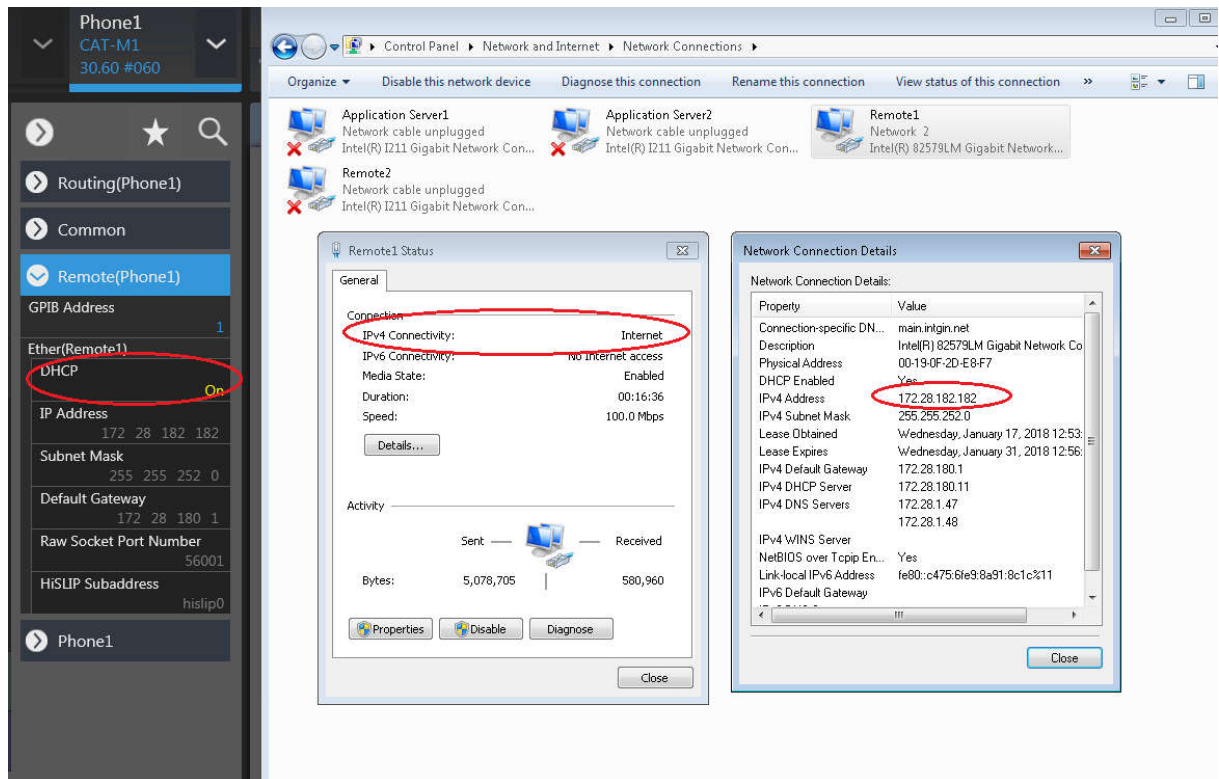 Phone1
CAT-M1
30.60 #060
Routing(Phone1)
Common
Remote(Phone1)
GPIB Address
1
Ether(Remote1)
DHCP
On
IP Address
172 28 182 182
Subnet Mask
255 255 252 0
Default Gateway
172 28 180 1
Raw Socket Port Number
56001
HiSLIP Subaddress
hislip0
Phone1
Control Panel Network and Internet Network Connections
Organize Disable this network device Diagnose this connection Rename this connection View status of this connection »
Application Server1
Network cable unplugged
Intel(R) I211 Gigabit Network Con...
Application Server2
Network cable unplugged
Intel(R) I211 Gigabit Network Con...
Remote1
Network 2
Intel(R) 82579LM Gigabit Network...
Remote2
Network cable unplugged
Intel(R) I211 Gigabit Network Con...
Remote1 Status
General
Connection
IPv4 Connectivity: Internet
IPv6 Connectivity: No Internet access
Media State: Enabled
Duration: 00:16:36
Speed: 100.0 Mbps
Details...
Activity
Sent Received
Bytes: 5,078,705 580,960
Properties Disable Diagnose
Close
Network Connection Details
Network Connection Details:
Property Value
Connection-specific DN... main.intgin.net
Description Intel(R) 82579LM Gigabit Network Co
Physical Address 00-19-0F-2D-E8-F7
DHCP Enabled Yes
IPv4 Address 172.28.182.182
IPv4 Subnet Mask 255.255.252.0
Lease Obtained Wednesday, January 17, 2018 12:53:
Lease Expires Wednesday, January 31, 2018 12:56:
IPv4 Default Gateway 172.28.180.1
IPv4 DHCP Server 172.28.180.11
IPv4 DNS Servers 172.28.1.47
172.28.1.48
IPv4 WINS Server
NetBIOS over Tcpip En... Yes
Link-local IPv6 Address fe80::c475:6fe9:8a91:8c1c%11
IPv6 Default Gateway
Close